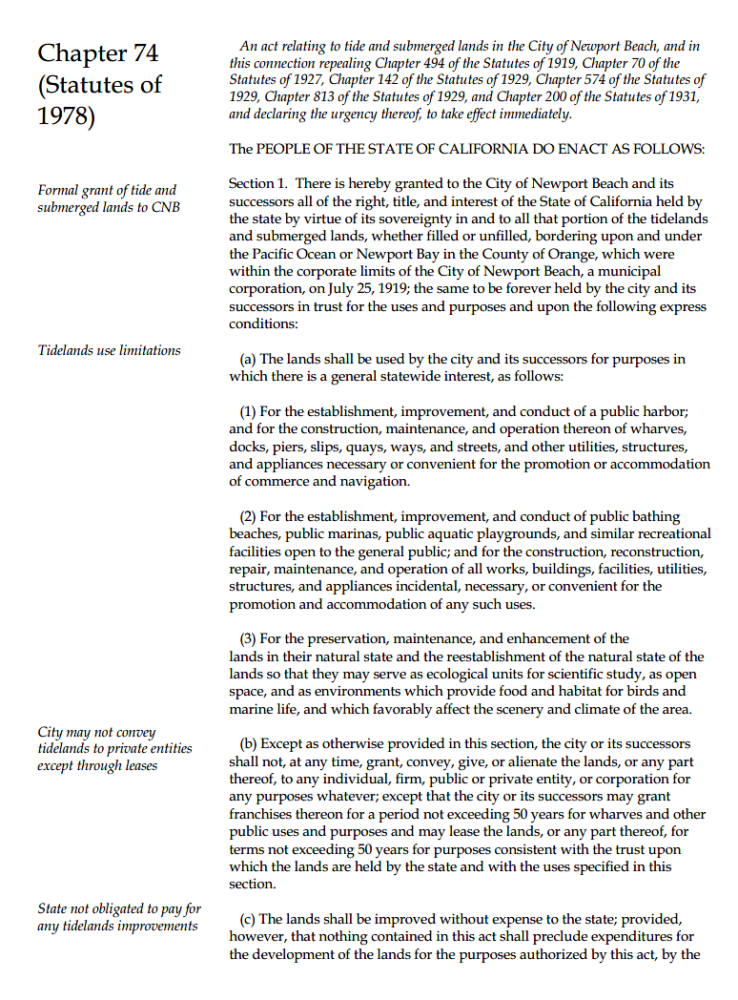 Chapter 74
(Statutes of
1978)
An act relating to tide and submerged lands in the City of Newport Beach, and in
this connection repealing Chapter 494 of the Statutes of 1919, Chapter 70 of the
Statutes of 1927, Chapter 142 of the Statutes of 1929, Chapter 574 of the Statutes of
1929, Chapter 813 of the Statutes of 1929, and Chapter 200 of the Statutes of 1931,
and declaring the urgency thereof, to take effect immediately.
The PEOPLE OF THE STATE OF CALIFORNIA DO ENACT AS FOLLOWS:
Formal grant of tide and
submerged lands to CNB
Section 1. There is hereby granted to the City of Newport Beach and its
successors all of the right, title, and interest of the State of California held by
the state by virtue of its sovereignty in and to all that portion of the tidelands
and submerged lands, whether filled or unfilled, bordering upon and under
the Pacific Ocean or Newport Bay in the County of Orange, which were
within the corporate limits of the City of Newport Beach, a municipal
corporation, on July 25, 1919; the same to be forever held by the city and its
successors in trust for the uses and purposes and upon the following express
conditions:
Tidelands use limitations
(a) The lands shall be used by the city and its successors for purposes in
which there is a general statewide interest, as follows:
(1) For the establishment, improvement, and conduct of a public harbor;
and for the construction, maintenance, and operation thereon of wharves,
docks, piers, slips, quays, ways, and streets, and other utilities, structures,
and appliances necessary or convenient for the promotion or accommodation
of commerce and navigation.
(2) For the establishment, improvement, and conduct of public bathing
beaches, public marinas, public aquatic playgrounds, and similar recreational
facilities open to the general public; and for the construction, reconstruction,
repair, maintenance, and operation of all works, buildings, facilities, utilities,
structures, and appliances incidental, necessary, or convenient for the
promotion and accommodation of any such uses.
(3) For the preservation, maintenance, and enhancement of the
lands in their natural state and the reestablishment of the natural state of the
lands so that they may serve as ecological units for scientific study, as open
space, and as environments which provide food and habitat for birds and
marine life, and which favorably affect the scenery and climate of the area.
City may not convey
tidelands to private entities
except through leases
(b) Except as otherwise provided in this section, the city or its successors
shall not, at any time, grant, convey, give, or alienate the lands, or any part
thereof, to any individual, firm, public or private entity, or corporation for
any purposes whatever; except that the city or its successors may grant
franchises thereon for a period not exceeding 50 years for wharves and other
public uses and purposes and may lease the lands, or any part thereof, for
terms not exceeding 50 years for purposes consistent with the trust upon
which the lands are held by the state and with the uses specified in this
section.
State not obligated to pay for
any tidelands improvements
(c) The lands shall be improved without expense to the state; provided,
however, that nothing contained in this act shall preclude expenditures for
the development of the lands for the purposes authorized by this act, by the